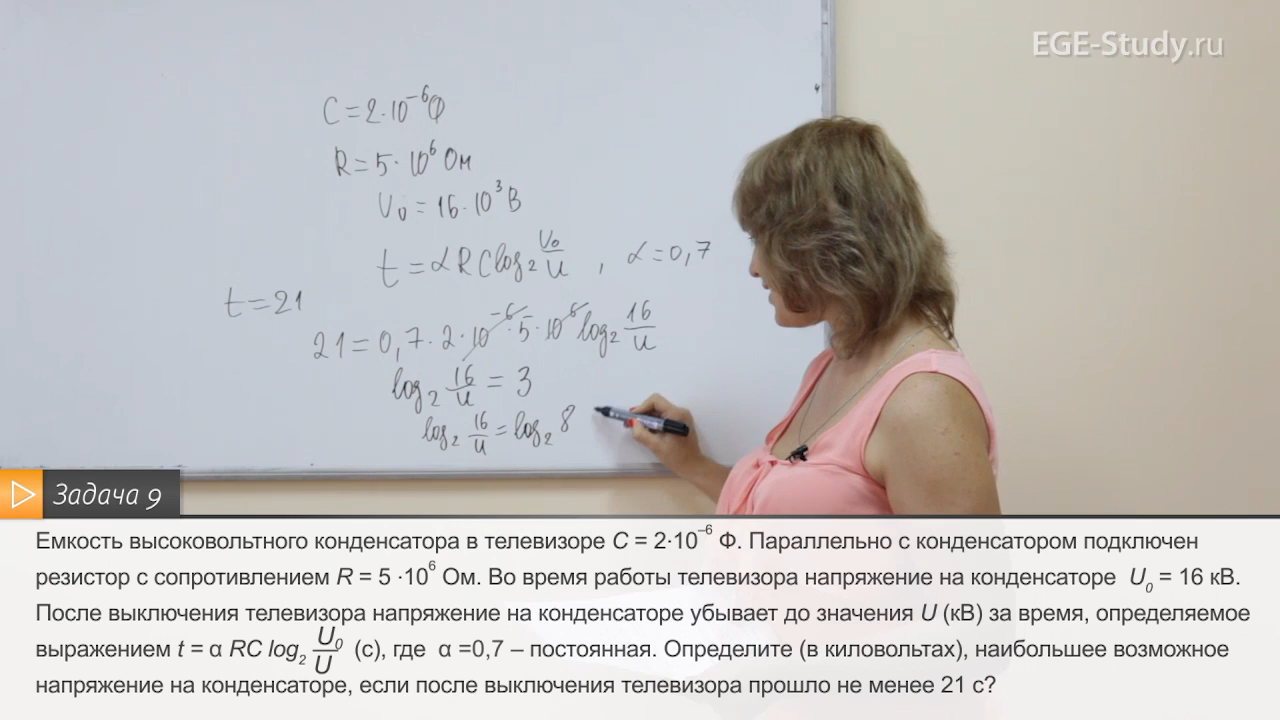 EGE-Study.ru
C = 2·10⁻⁶Ф
R = 5·10⁶ Ом
U₀ = 16·10³ В
t = αRC log₂ U₀/U , α = 0,7
t = 21
21 = 0,7·2·10⁻⁶·5·10⁶ log₂ 16/U
log₂ 16/U = 3
log₂ 16/U = log₂ 8
Задача 9
Емкость высоковольтного конденсатора в телевизоре C = 2·10⁻⁶ Ф. Параллельно с конденсатором подключен
резистор с сопротивлением R = 5 ·10⁶ Ом. Во время работы телевизора напряжение на конденсаторе U₀ = 16 кВ.
После выключения телевизора напряжение на конденсаторе убывает до значения U (кВ) за время, определяемое
выражением t = α RC log₂ U₀/U (с), где α =0,7 – постоянная. Определите (в киловольтах), наибольшее возможное
напряжение на конденсаторе, если после выключения телевизора прошло не менее 21 с?